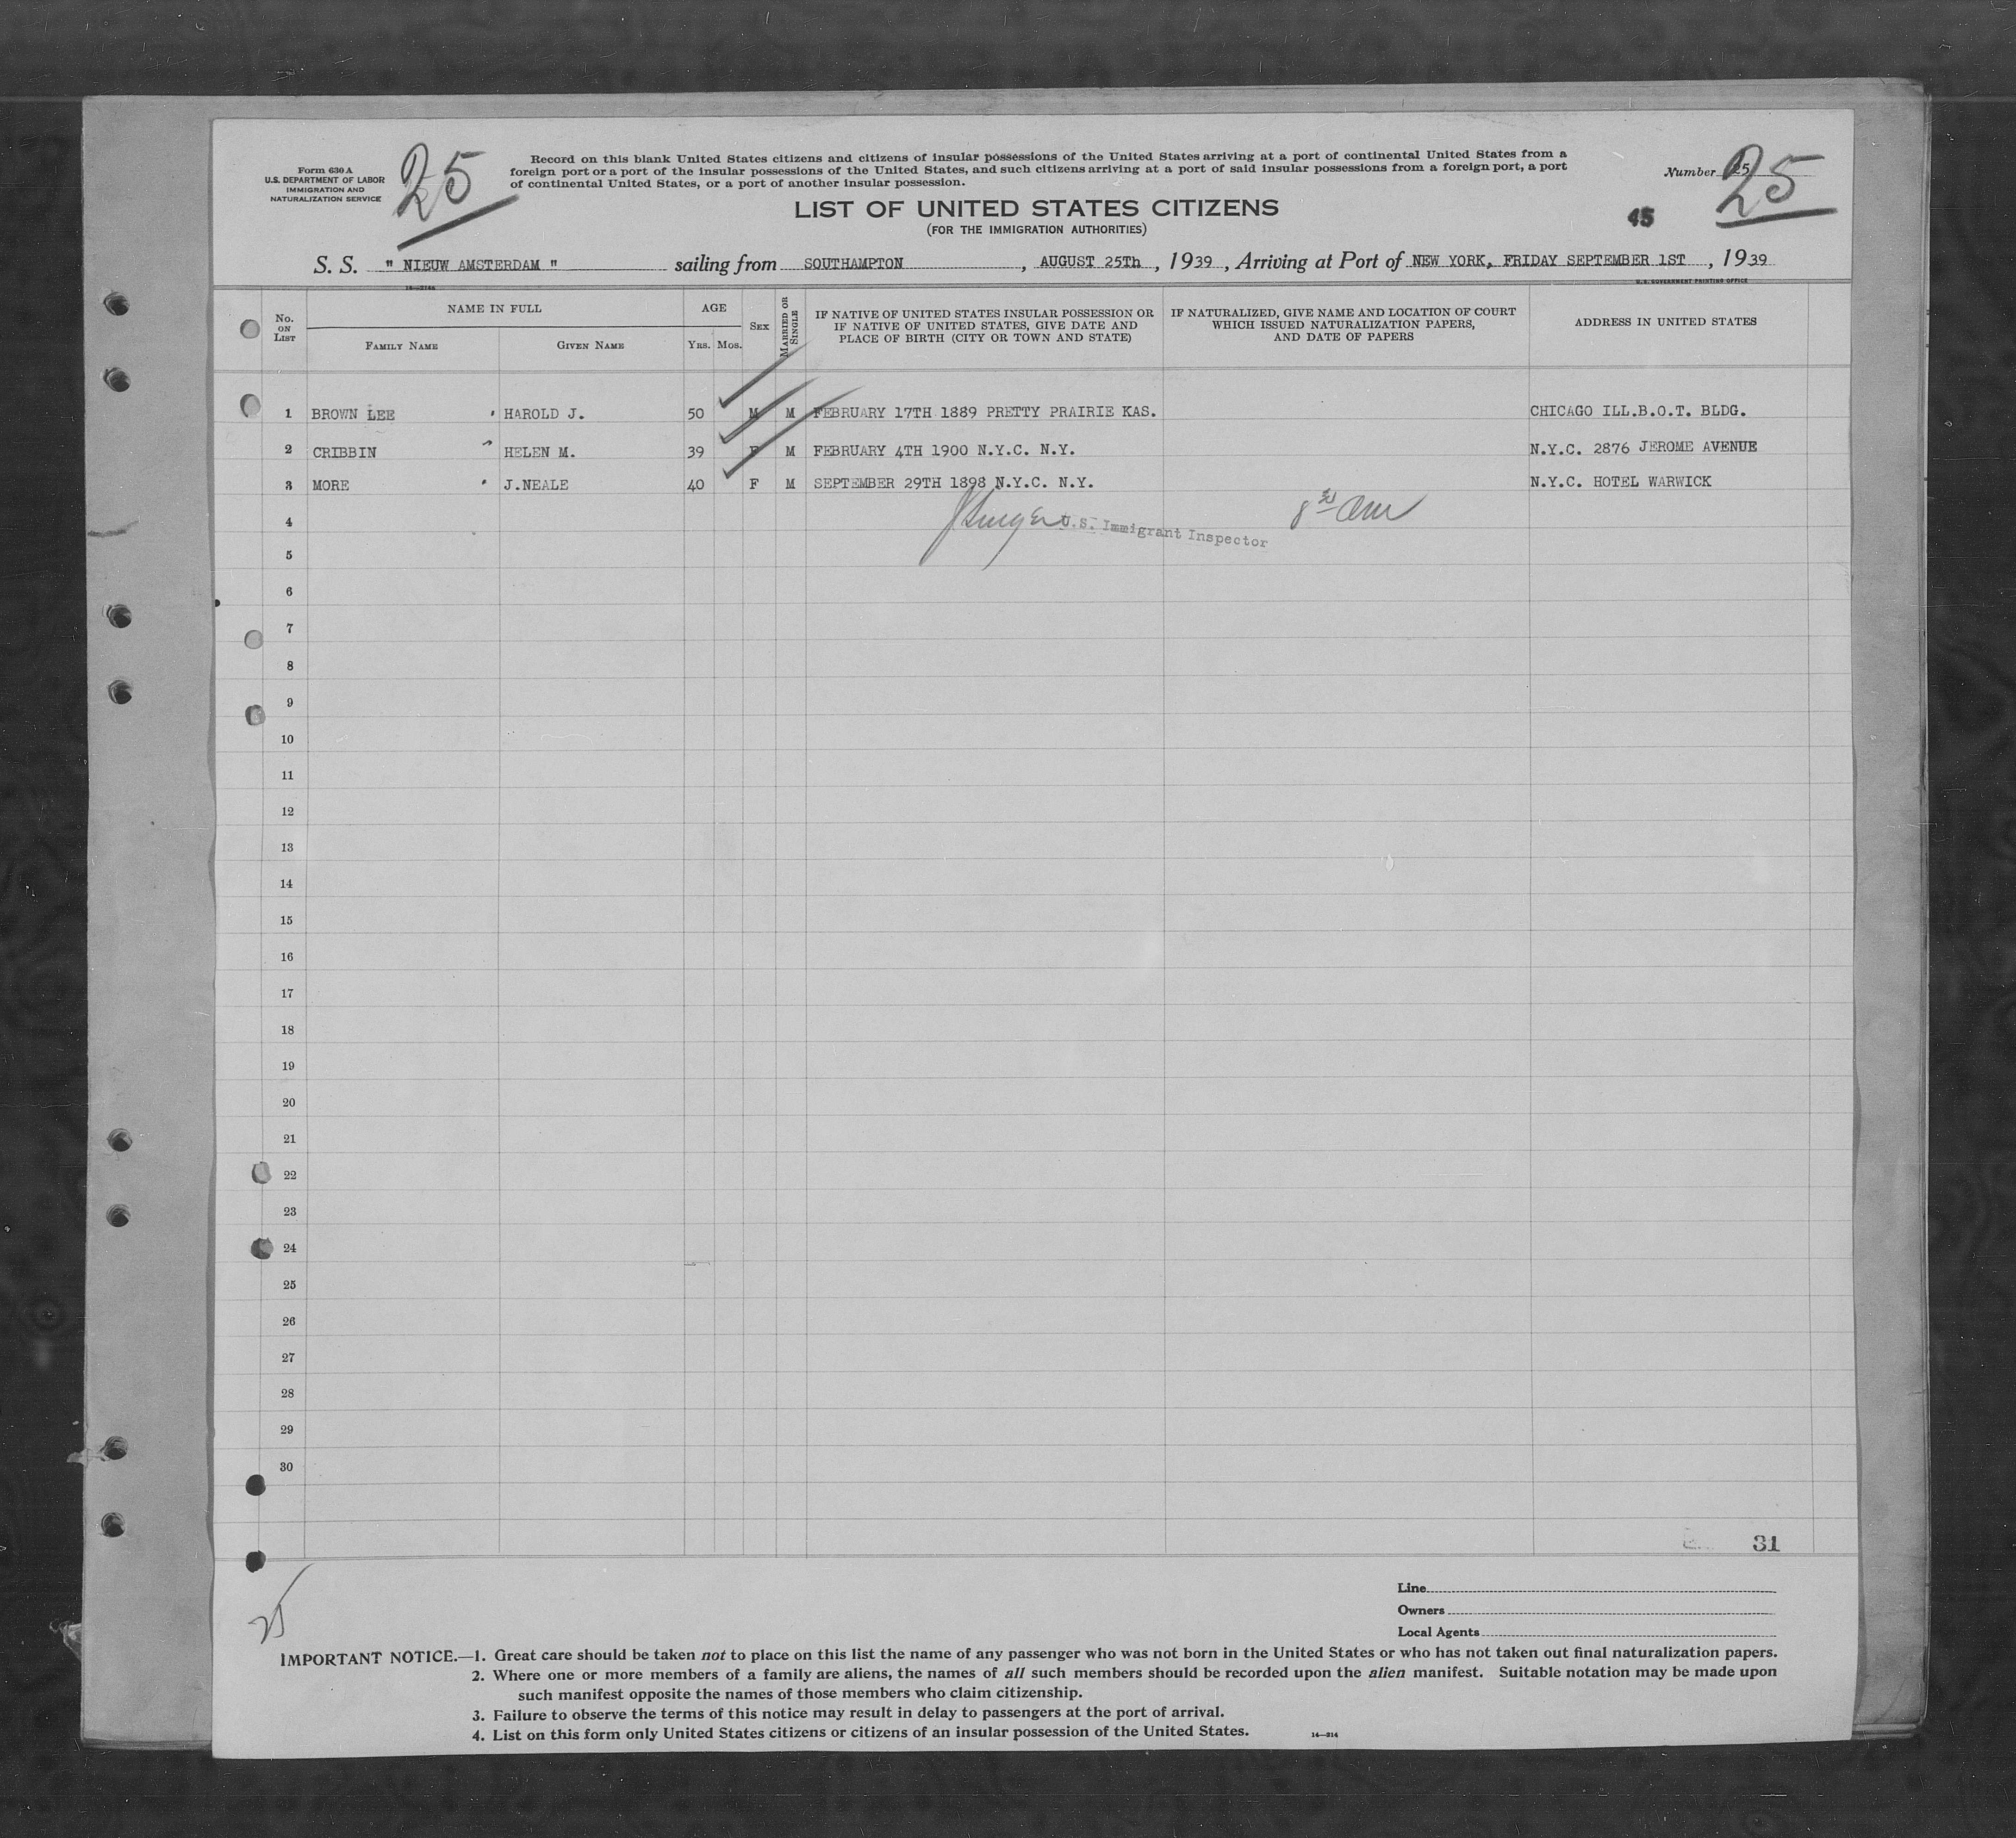 Form 630 A
U.S. DEPARTMENT OF LABOR
IMMIGRATION AND
NATURALIZATION SERVICE
25
Record on this blank United States citizens and citizens of insular possessions of the United States arriving at a port of continental United States from a
foreign port or a port of the insular possessions of the United States, and such citizens arriving at a port of said insular possessions from a foreign port, a port
of continental United States, or a port of another insular possession.
Number 25
25
LIST OF UNITED STATES CITIZENS
(FOR THE IMMIGRATION AUTHORITIES)
45
S. S. " NIEUW AMSTERDAM " sailing from SOUTHAMPTON, AUGUST 25Th, 1939, Arriving at Port of NEW YORK, FRIDAY SEPTEMBER 1ST, 1939
U.S. GOVERNMENT PRINTING OFFICE
No. ON LIST
NAME IN FULL
FAMILY NAME GIVEN NAME
AGE
YRS. MOS.
SEX
MARRIED OR SINGLE
IF NATIVE OF UNITED STATES INSULAR POSSESSION OR
IF NATIVE OF UNITED STATES, GIVE DATE AND
PLACE OF BIRTH (CITY OR TOWN AND STATE)
IF NATURALIZED, GIVE NAME AND LOCATION OF COURT
WHICH ISSUED NATURALIZATION PAPERS,
AND DATE OF PAPERS
ADDRESS IN UNITED STATES
1 BROWN LEE HAROLD J. 50 M M FEBRUARY 17TH 1889 PRETTY PRAIRIE KAS. CHICAGO ILL.B.O.T. BLDG.
2 CRIBBIN HELEN M. 39 F M FEBRUARY 4TH 1900 N.Y.C. N.Y. N.Y.C. 2876 JEROME AVENUE
3 MORE J.NEALE 40 F M SEPTEMBER 29TH 1898 N.Y.C. N.Y. N.Y.C. HOTEL WARWICK
4
U.S. Immigrant Inspector
5
6
7
8
9
10
11
12
13
14
15
16
17
18
19
20
21
22
23
24
25
26
27
28
29
30
31
Line
Owners
Local Agents
25
IMPORTANT NOTICE.—1. Great care should be taken not to place on this list the name of any passenger who was not born in the United States or who has not taken out final naturalization papers.
2. Where one or more members of a family are aliens, the names of all such members should be recorded upon the alien manifest. Suitable notation may be made upon
such manifest opposite the names of those members who claim citizenship.
3. Failure to observe the terms of this notice may result in delay to passengers at the port of arrival.
4. List on this form only United States citizens or citizens of an insular possession of the United States.
14—314